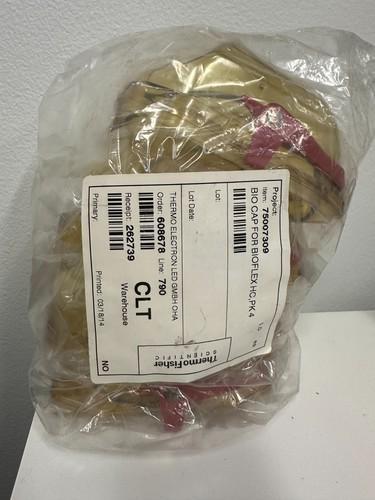 Project:
Item: 75007309
BIO CAP FOR BIOFLEX HC,PK 4
Lot:
Lot Date:
THERMO ELECTRON LED GMBH OHA
Order: 608678 Line: 790
Receipt: 262739
CLT
Warehouse
Primary:
Printed: 03/18/14
NO
ThermoFisher
SCIENTIFIC